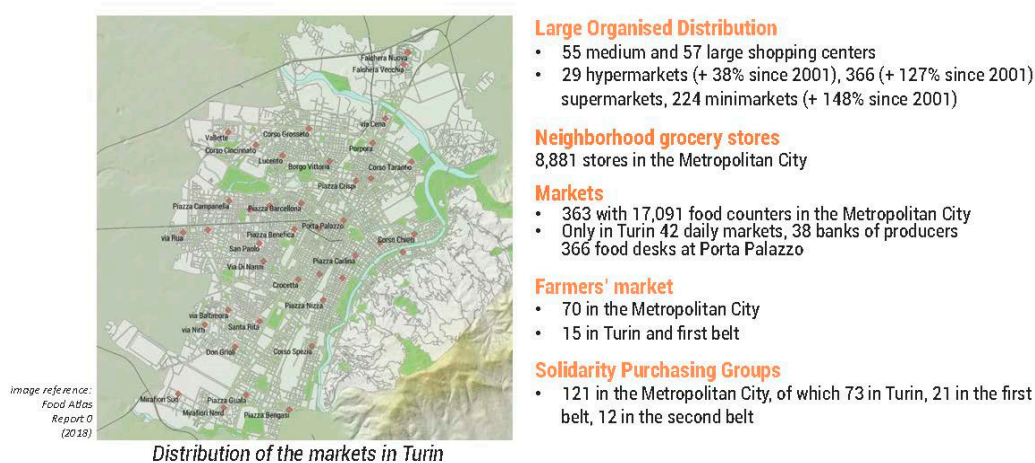 Falchera Nuova
Falchera Vecchia
via Cena
Corso Grosseto
Vallette
Corso Cincinnato
Porpora
Lucento
Borgo Vittoria
Corso Taranto
Piazza Crispi
Piazza Campanella
Piazza Barcellona
Porta Palazzo
via Rua
Piazza Benefica
Corso Chieti
San Paolo
Via Di Nanni
Piazza Carlina
Crocetta
Piazza Nizza
via Baltimora
via Nitti
Santa Rita
Don Grioli
Corso Spezia
Mirafiori Sud
Piazza Guala
Mirafiori Nord
Piazza Bengasi
image reference:
Food Atlas
Report 0
(2018)
Distribution of the markets in Turin
Large Organised Distribution
• 55 medium and 57 large shopping centers
• 29 hypermarkets (+ 38% since 2001), 366 (+ 127% since 2001)
supermarkets, 224 minimarkets (+ 148% since 2001)
Neighborhood grocery stores
8,881 stores in the Metropolitan City
Markets
• 363 with 17,091 food counters in the Metropolitan City
• Only in Turin 42 daily markets, 38 banks of producers
366 food desks at Porta Palazzo
Farmers' market
• 70 in the Metropolitan City
• 15 in Turin and first belt
Solidarity Purchasing Groups
• 121 in the Metropolitan City, of which 73 in Turin, 21 in the first
belt, 12 in the second belt